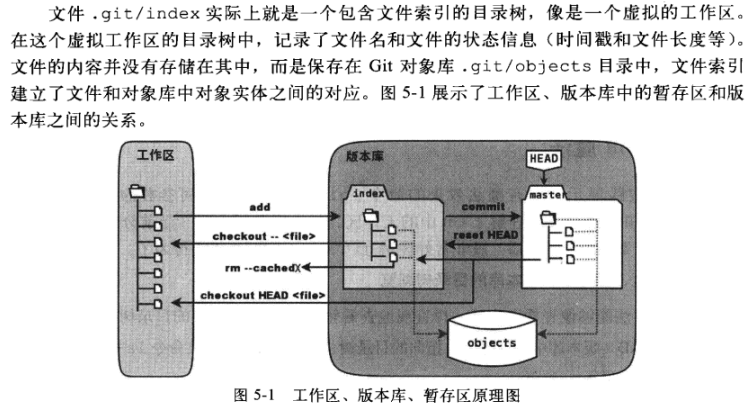 文件 .git/index 实际上就是一个包含文件索引的目录树，像是一个虚拟的工作区。
在这个虚拟工作区的目录树中，记录了文件名和文件的状态信息（时间戳和文件长度等）。
文件的内容并没有存储在其中，而是保存在 Git 对象库 .git/objects 目录中，文件索引
建立了文件和对象库中对象实体之间的对应。图 5-1 展示了工作区、版本库中的暂存区和版
本库之间的关系。
工作区
版本库
HEAD
index
master
add
commit
checkout -- <file>
reset HEAD
rm --cached
checkout HEAD <file>
objects
图 5-1 工作区、版本库、暂存区原理图